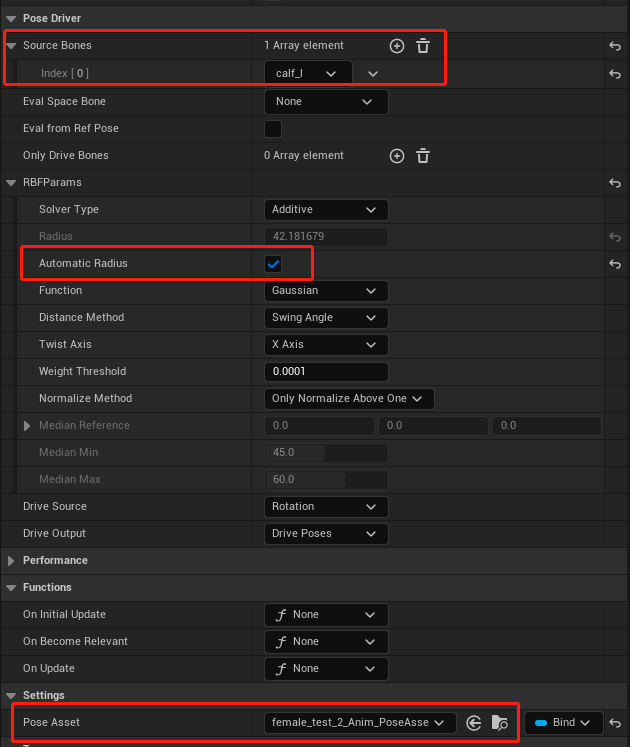 Pose Driver
Source Bones 1 Array element
Index [ 0 ] calf_l
Eval Space Bone None
Eval from Ref Pose
Only Drive Bones 0 Array element
RBFParams
Solver Type Additive
Radius 42.181679
Automatic Radius
Function Gaussian
Distance Method Swing Angle
Twist Axis X Axis
Weight Threshold 0.0001
Normalize Method Only Normalize Above One
Median Reference 0.0 0.0 0.0
Median Min 45.0
Median Max 60.0
Drive Source Rotation
Drive Output Drive Poses
Performance
Functions
On Initial Update ƒ None
On Become Relevant ƒ None
On Update ƒ None
Settings
Pose Asset female_test_2_Anim_PoseAsse Bind